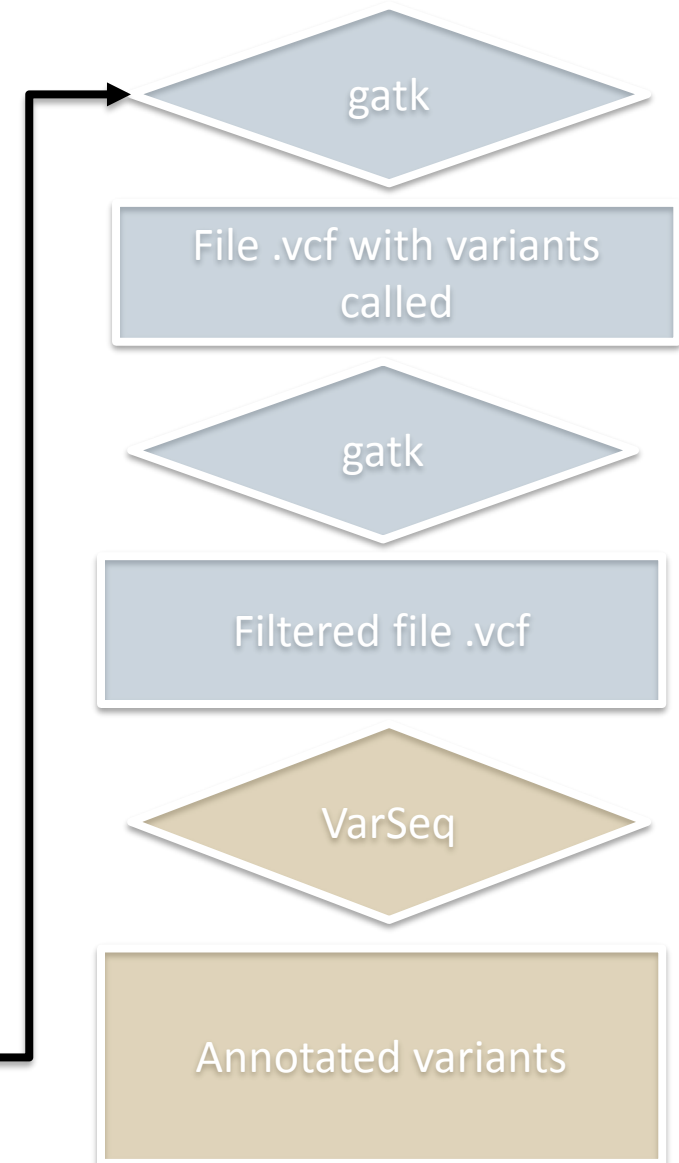 gatk
File .vcf with variants
called
gatk
Filtered file .vcf
VarSeq
Annotated variants